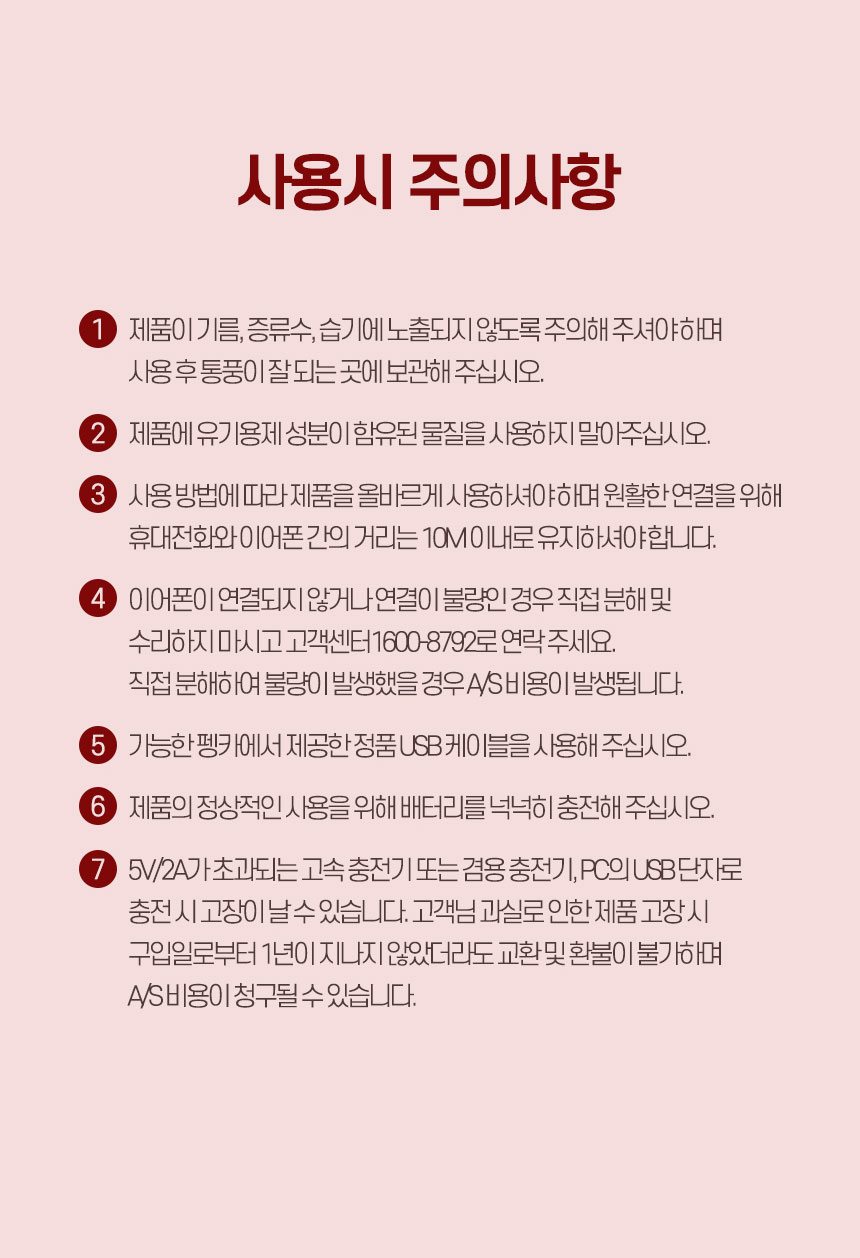 사용시 주의사항
1 제품이 기름, 증류수, 습기에 노출되지 않도록 주의해 주셔야 하며
사용 후 통풍이 잘 되는 곳에 보관해 주십시오.
2 제품에 유기용제 성분이 함유된 물질을 사용하지 말아주십시오.
3 사용 방법에 따라 제품을 올바르게 사용하셔야 하며 원활한 연결을 위해
휴대전화와 이어폰 간의 거리는 10M 이내로 유지하셔야 합니다.
4 이어폰이 연결되지 않거나 연결이 불량인 경우 직접 분해 및
수리하지 마시고 고객센터 1600-8792로 연락 주세요.
직접 분해하여 불량이 발생했을 경우 A/S 비용이 발생됩니다.
5 가능한 펭카에서 제공한 정품 USB 케이블을 사용해 주십시오.
6 제품의 정상적인 사용을 위해 배터리를 넉넉히 충전해 주십시오.
7 5V/2A가 초과되는 고속 충전기 또는 겸용 충전기, PC의 USB 단자로
충전 시 고장이 날 수 있습니다. 고객님 과실로 인한 제품 고장 시
구입일로부터 1년이 지나지 않았더라도 교환 및 환불이 불가하며
A/S 비용이 청구될 수 있습니다.